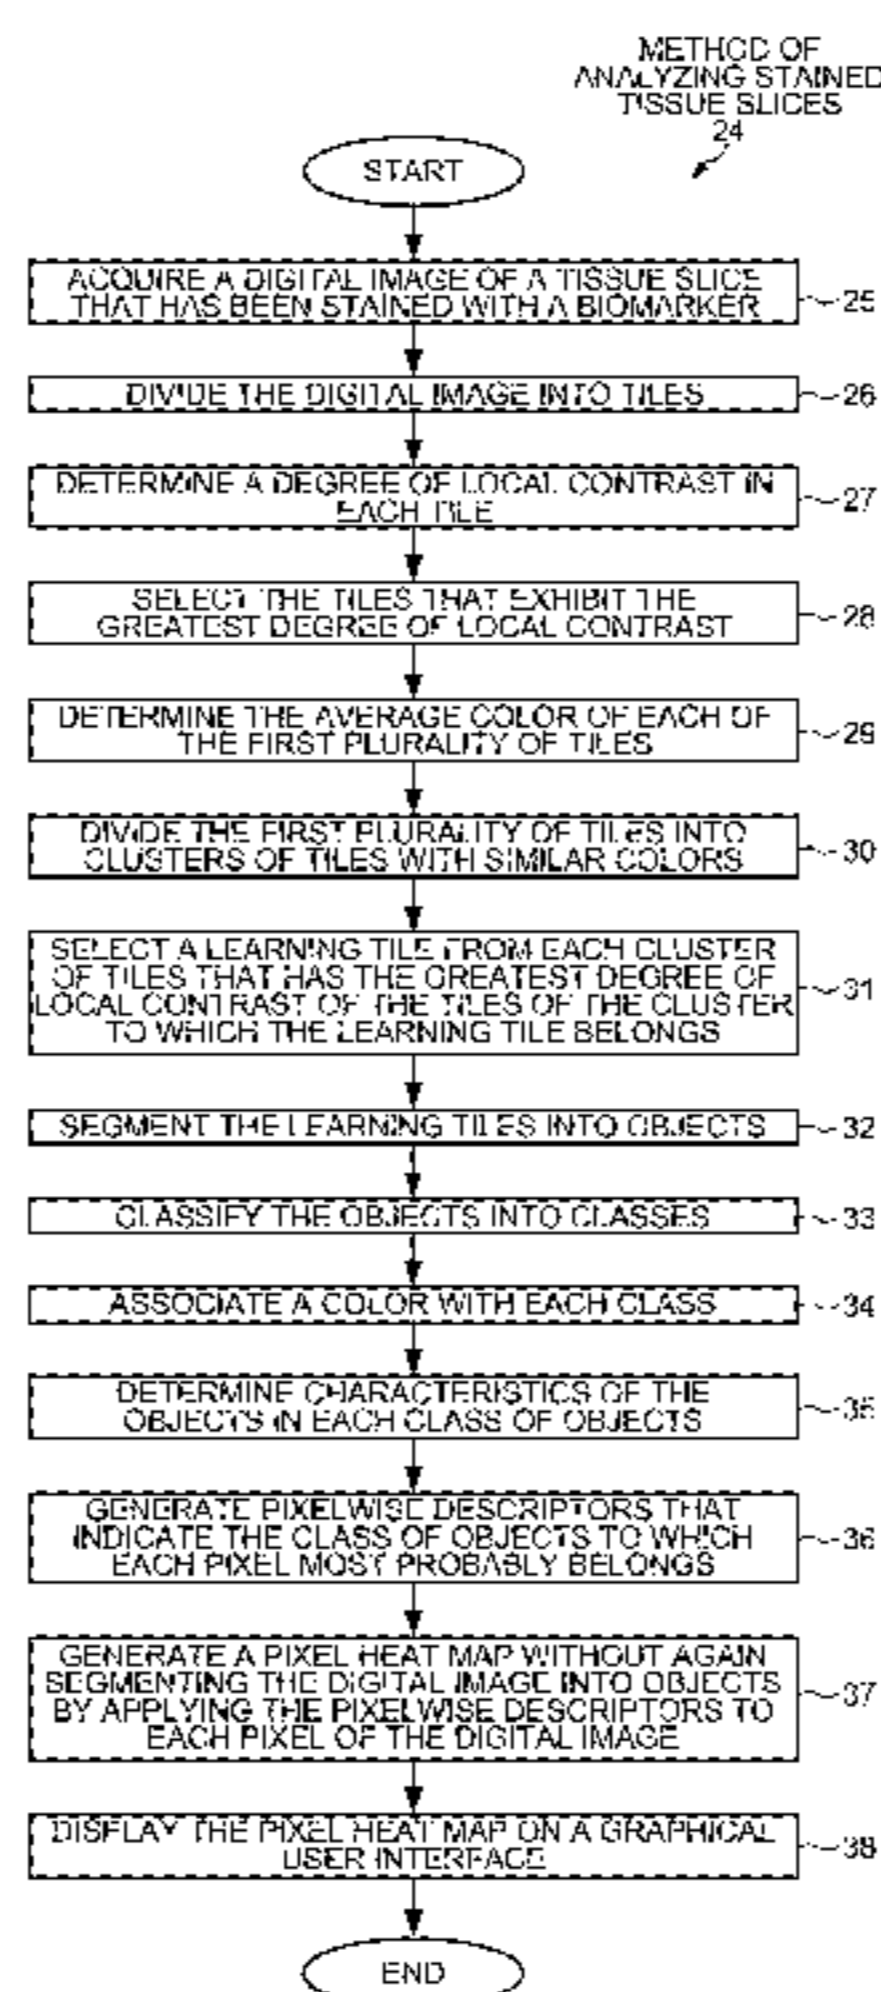 METHOD OF
ANALYZING STAINED
TISSUE SLICES
24
START
ACQUIRE A DIGITAL IMAGE OF A TISSUE SLICE
THAT HAS BEEN STAINED WITH A BIOMARKER
25
DIVIDE THE DIGITAL IMAGE INTO TILES
26
DETERMINE A DEGREE OF LOCAL CONTRAST IN
EACH TILE
27
SELECT THE TILES THAT EXHIBIT THE
GREATEST DEGREE OF LOCAL CONTRAST
28
DETERMINE THE AVERAGE COLOR OF EACH OF
THE FIRST PLURALITY OF TILES
29
DIVIDE THE FIRST PLURALITY OF TILES INTO
CLUSTERS OF TILES WITH SIMILAR COLORS
30
SELECT A LEARNING TILE FROM EACH CLUSTER
OF TILES THAT HAS THE GREATEST DEGREE OF
LOCAL CONTRAST OF THE TILES OF THE CLUSTER
TO WHICH THE LEARNING TILE BELONGS
31
SEGMENT THE LEARNING TILES INTO OBJECTS
32
CLASSIFY THE OBJECTS INTO CLASSES
33
ASSOCIATE A COLOR WITH EACH CLASS
34
DETERMINE CHARACTERISTICS OF THE
OBJECTS IN EACH CLASS OF OBJECTS
35
GENERATE PIXELWISE DESCRIPTORS THAT
INDICATE THE CLASS OF OBJECTS TO WHICH
EACH PIXEL MOST PROBABLY BELONGS
36
GENERATE A PIXEL HEAT MAP WITHOUT AGAIN
SEGMENTING THE DIGITAL IMAGE INTO OBJECTS
BY APPLYING THE PIXELWISE DESCRIPTORS TO
EACH PIXEL OF THE DIGITAL IMAGE
37
DISPLAY THE PIXEL HEAT MAP ON A GRAPHICAL
USER INTERFACE
38
END